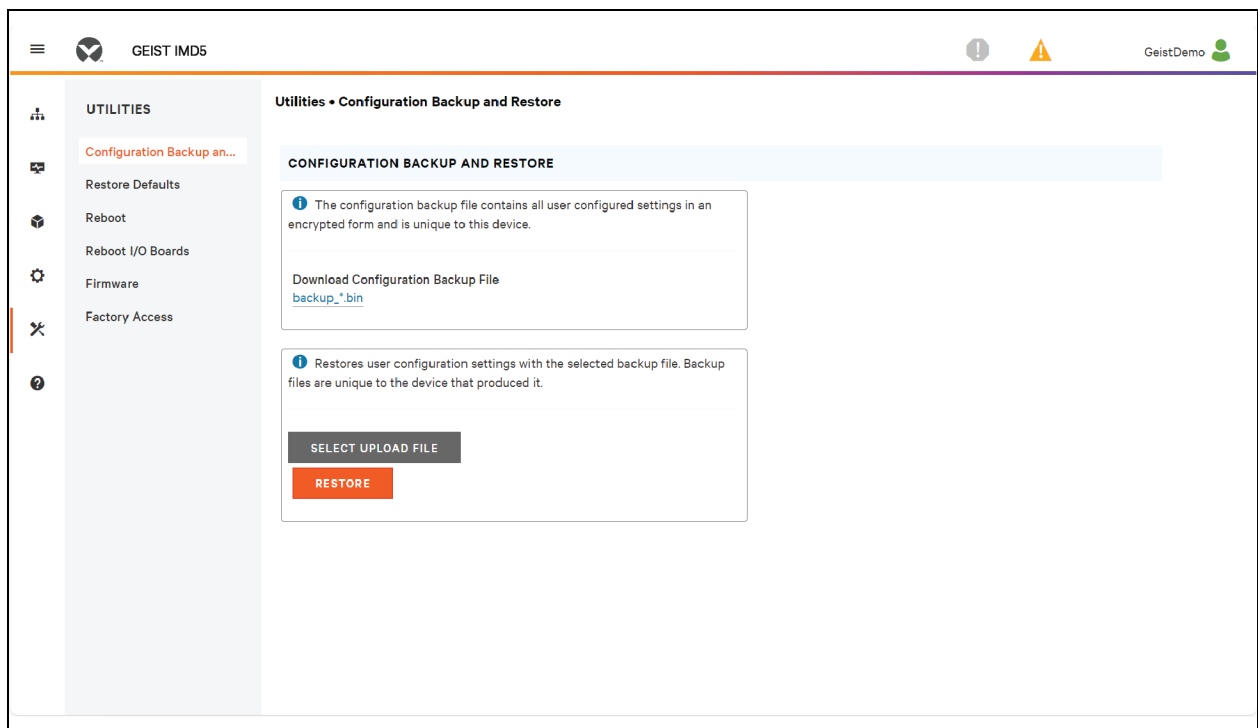 GEIST IMD5
GeistDemo
UTILITIES
Configuration Backup an...
Restore Defaults
Reboot
Reboot I/O Boards
Firmware
Factory Access
Utilities • Configuration Backup and Restore
CONFIGURATION BACKUP AND RESTORE
The configuration backup file contains all user configured settings in an
encrypted form and is unique to this device.
Download Configuration Backup File
backup_*.bin
Restores user configuration settings with the selected backup file. Backup
files are unique to the device that produced it.
SELECT UPLOAD FILE
RESTORE